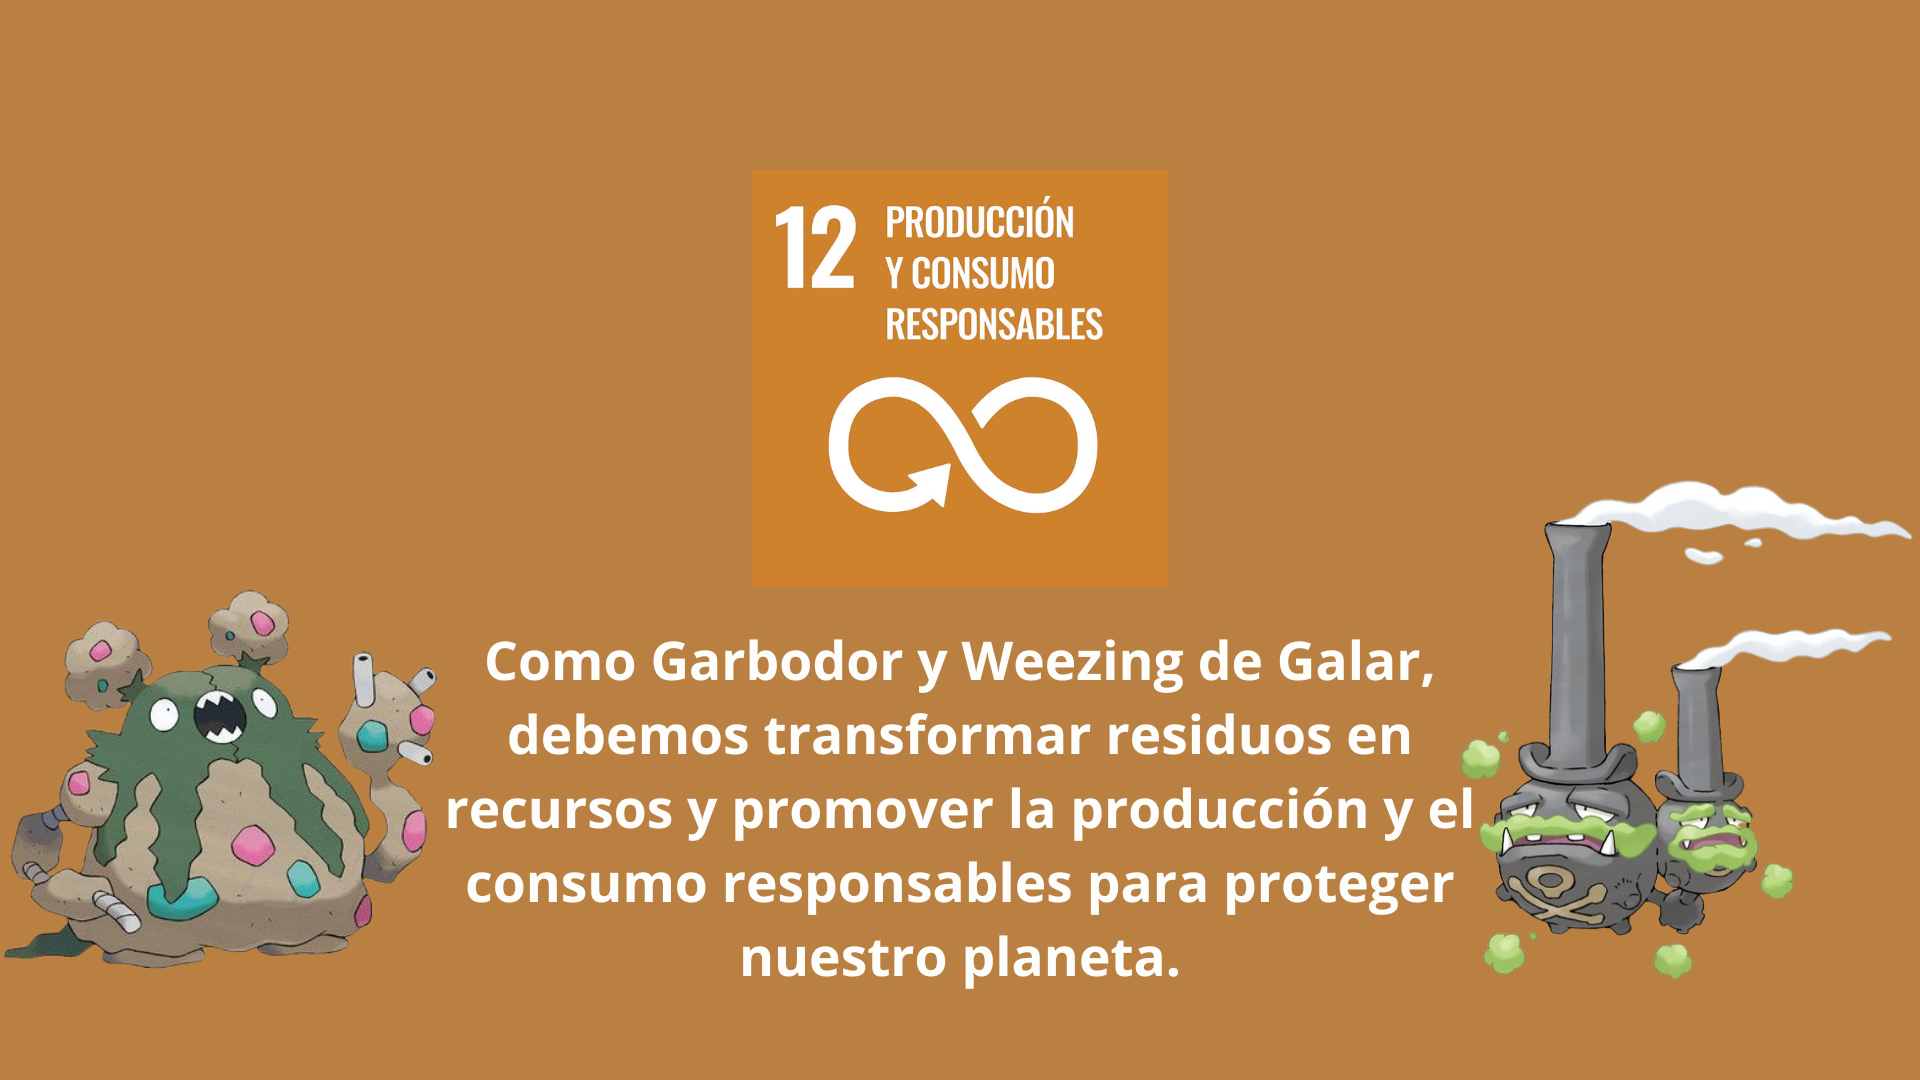 12 PRODUCCIÓN
Y CONSUMO
RESPONSABLES
Como Garbodor y Weezing de Galar,
debemos transformar residuos en
recursos y promover la producción y el
consumo responsables para proteger
nuestro planeta.